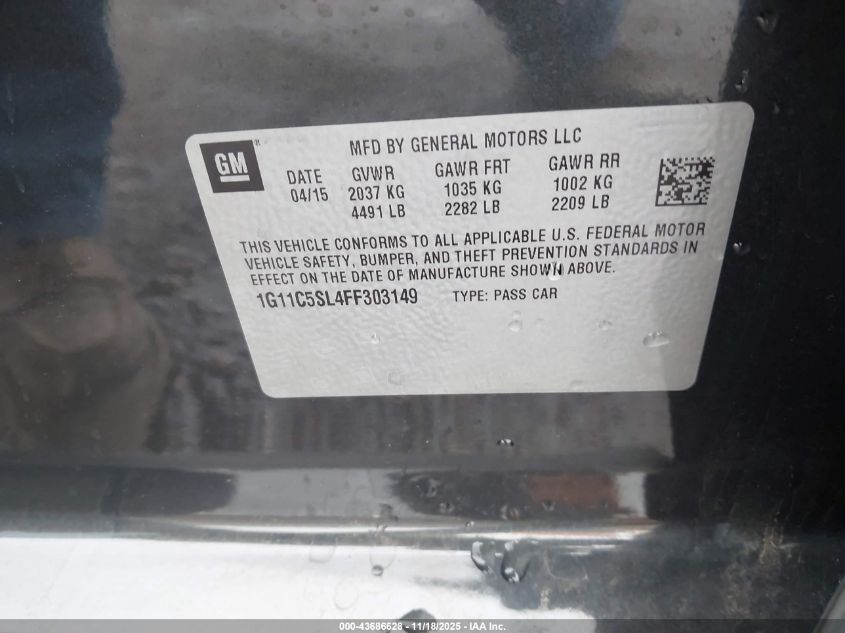 GM®
MFD BY GENERAL MOTORS LLC
DATE GVWR GAWR FRT GAWR RR
04/15 2037 KG 1035 KG 1002 KG
4491 LB 2282 LB 2209 LB
THIS VEHICLE CONFORMS TO ALL APPLICABLE U.S. FEDERAL MOTOR
VEHICLE SAFETY, BUMPER, AND THEFT PREVENTION STANDARDS IN
EFFECT ON THE DATE OF MANUFACTURE SHOWN ABOVE.
1G11C5SL4FF303149 TYPE: PASS CAR
000-43686628 - 11/18/2025 - IAA Inc.